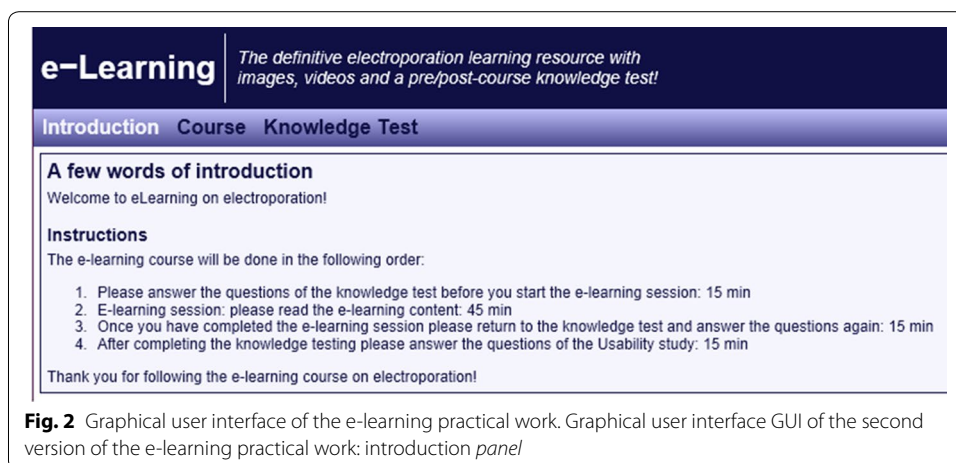 e-Learning
The definitive electroporation learning resource with
images, videos and a pre/post-course knowledge test!
Introduction Course Knowledge Test
A few words of introduction
Welcome to eLearning on electroporation!
Instructions
The e-learning course will be done in the following order:
1. Please answer the questions of the knowledge test before you start the e-learning session: 15 min
2. E-learning session: please read the e-learning content: 45 min
3. Once you have completed the e-learning session please return to the knowledge test and answer the questions again: 15 min
4. After completing the knowledge testing please answer the questions of the Usability study: 15 min
Thank you for following the e-learning course on electroporation!
Fig. 2 Graphical user interface of the e-learning practical work. Graphical user interface GUI of the second
version of the e-learning practical work: introduction panel